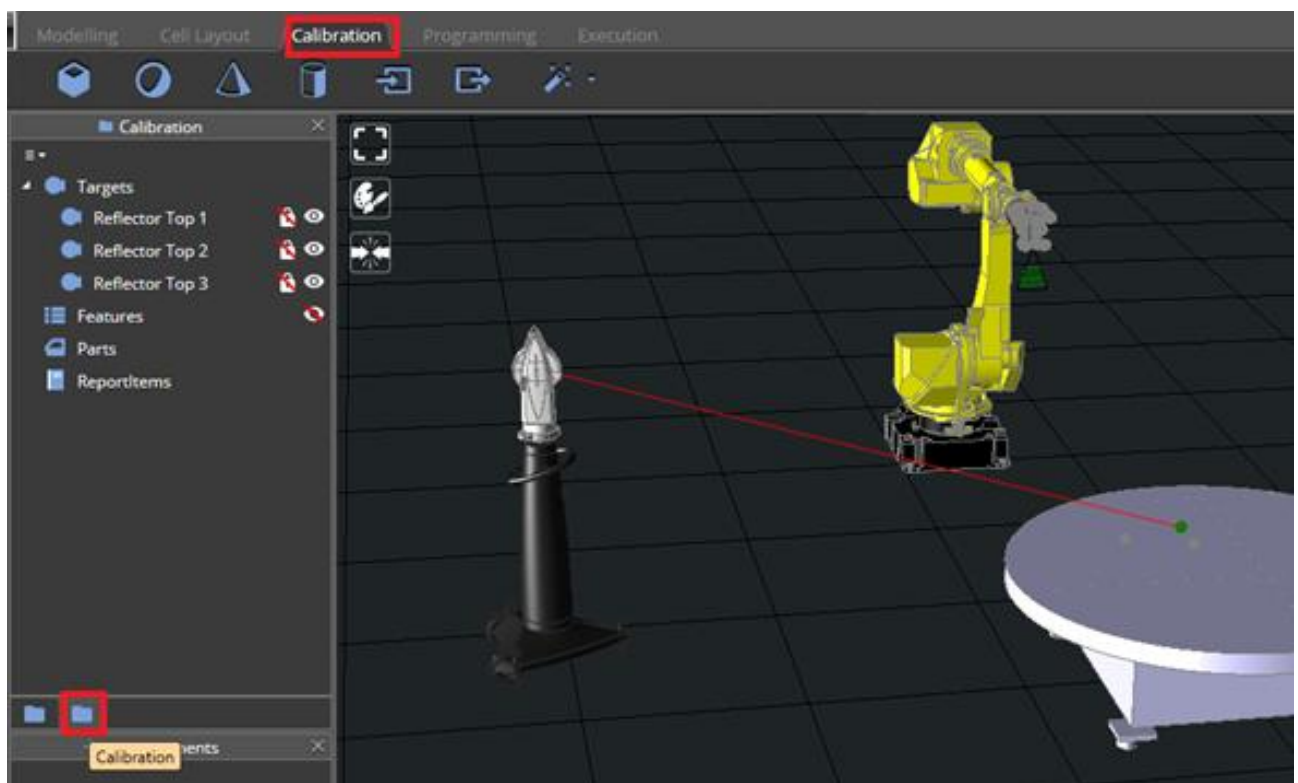 Modelling Cell Layout Calibration Programming Execution
Calibration
Targets
Reflector Top 1
Reflector Top 2
Reflector Top 3
Features
Parts
ReportItems
Calibration